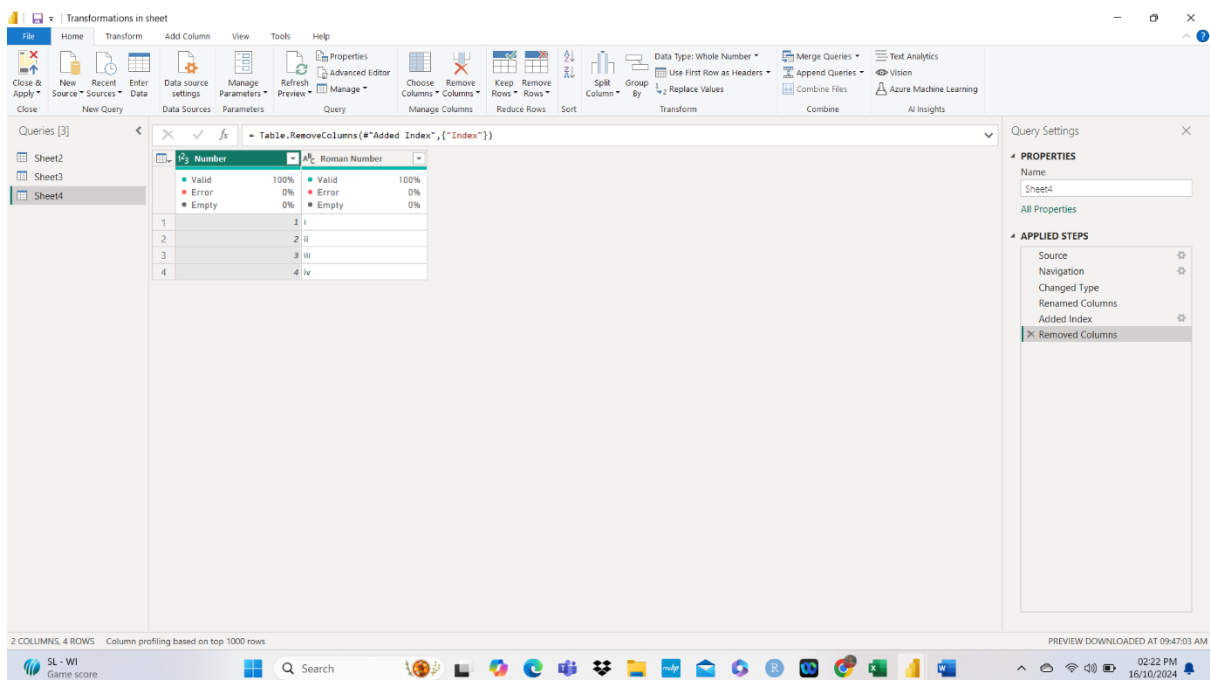 Transformations in sheet
File Home Transform Add Column View Tools Help
Close & Apply
New Source
Recent Sources
Enter Data
Data source settings
Manage Parameters
Refresh Preview
Properties
Advanced Editor
Manage
Choose Columns
Remove Columns
Keep Rows
Remove Rows
Split Column
Group By
Data Type: Whole Number
Use First Row as Headers
Replace Values
Merge Queries
Append Queries
Combine Files
Text Analytics
Vision
Azure Machine Learning
Close New Query Data Sources Parameters Query Manage Columns Reduce Rows Sort Transform Combine AI Insights
Queries [3]
Sheet2
Sheet3
Sheet4
fx = Table.RemoveColumns(#"Added Index",{"Index"})
123 Number ABC Roman Number
Valid 100% Valid 100%
Error 0% Error 0%
Empty 0% Empty 0%
1 1 i
2 2 ii
3 3 iii
4 4 iv
Query Settings
PROPERTIES
Name
Sheet4
All Properties
APPLIED STEPS
Source
Navigation
Changed Type
Renamed Columns
Added Index
Removed Columns
2 COLUMNS, 4 ROWS Column profiling based on top 1000 rows PREVIEW DOWNLOADED AT 09:47:03 AM
SL - WI
Game score
Search
02:22 PM
16/10/2024